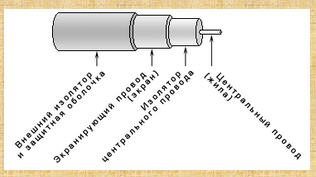 Внешний изолятор
и защитная оболочка
Экранирующий провод
(экран)
Изолятор
центрального провода
Центральный провод
(жила)